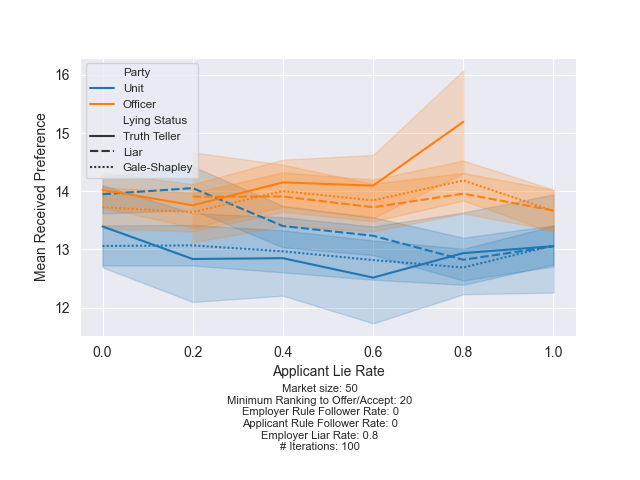 16
15
14
13
12
Mean Received Preference
Party
Unit
Officer
Lying Status
Truth Teller
Liar
Gale-Shapley
0.0 0.2 0.4 0.6 0.8 1.0
Applicant Lie Rate
Market size: 50
Minimum Ranking to Offer/Accept: 20
Employer Rule Follower Rate: 0
Applicant Rule Follower Rate: 0
Employer Liar Rate: 0.8
# Iterations: 100